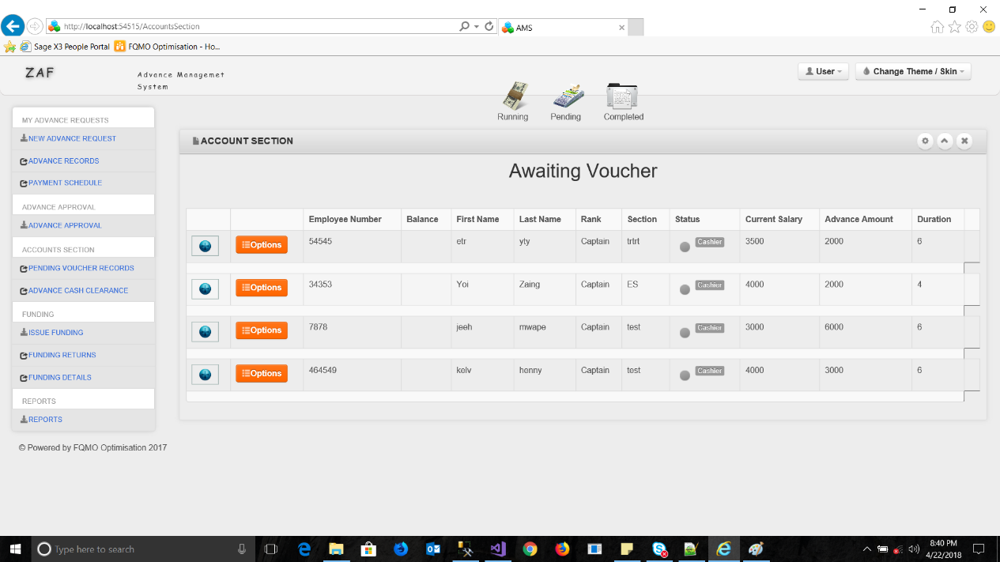 http://localhost:54515/AccountsSection
AMS
Sage X3 People Portal
FQMO Optimisation - Ho...
ZAF
Advance Managemet
System
User
Change Theme / Skin
Running
Pending
Completed
MY ADVANCE REQUESTS
NEW ADVANCE REQUEST
ADVANCE RECORDS
PAYMENT SCHEDULE
ADVANCE APPROVAL
ADVANCE APPROVAL
ACCOUNTS SECTION
PENDING VOUCHER RECORDS
ADVANCE CASH CLEARANCE
FUNDING
ISSUE FUNDING
FUNDING RETURNS
FUNDING DETAILS
REPORTS
REPORTS
© Powered by FQMO Optimisation 2017
ACCOUNT SECTION
Awaiting Voucher
Employee Number Balance First Name Last Name Rank Section Status Current Salary Advance Amount Duration
Options 54545 etr yty Captain trtrt Cashier 3500 2000 6
Options 34353 Yoi Zaing Captain ES Cashier 4000 2000 4
Options 7878 jeeh mwape Captain test Cashier 3000 6000 6
Options 464549 kelv henny Captain test Cashier 4000 3000 6
Type here to search
8:40 PM
4/22/2018